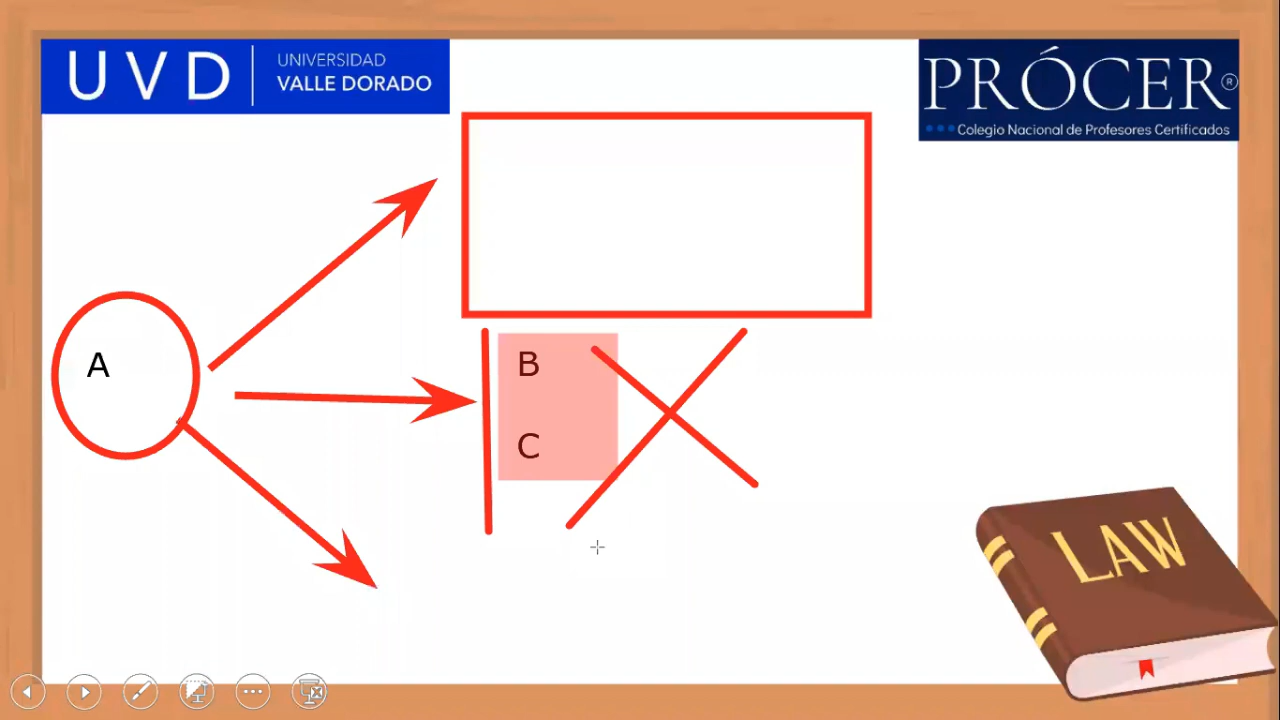 UVD
UNIVERSIDAD
VALLE DORADO
PRÓCER®
Colegio Nacional de Profesores Certificados
A
B
C
LAW